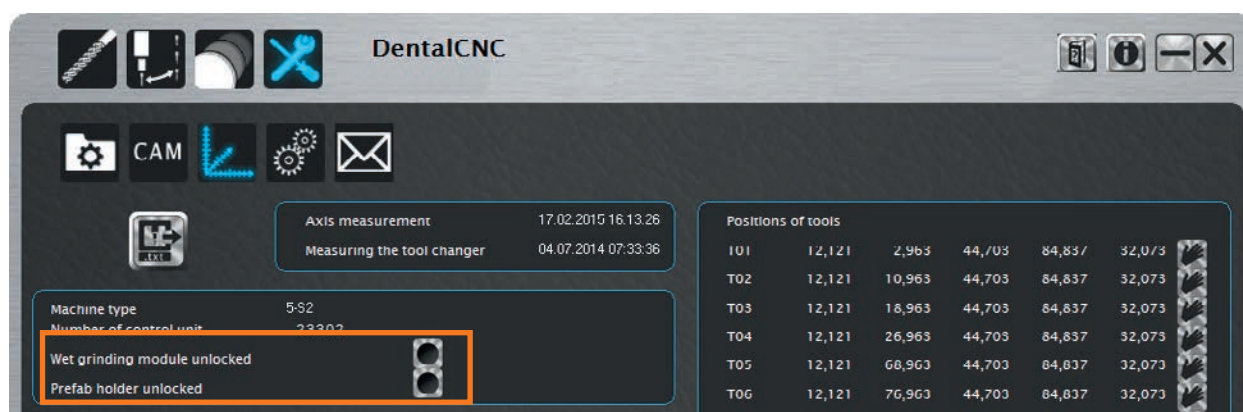 DentalCNC
CAM
.txt
Axis measurement 17.02.2015 16.13.26
Measuring the tool changer 04.07.2014 07:33:36
Machine type 5-S2
Number of control unit 23302
Wet grinding module unlocked
Prefab holder unlocked
Positions of tools
T01 12,121 2,963 44,703 84,837 32,073
T02 12,121 10,963 44,703 84,837 32,073
T03 12,121 18,963 44,703 84,837 32,073
T04 12,121 26,963 44,703 84,837 32,073
T05 12,121 68,963 44,703 84,837 32,073
T06 12,121 76,963 44,703 84,837 32,073